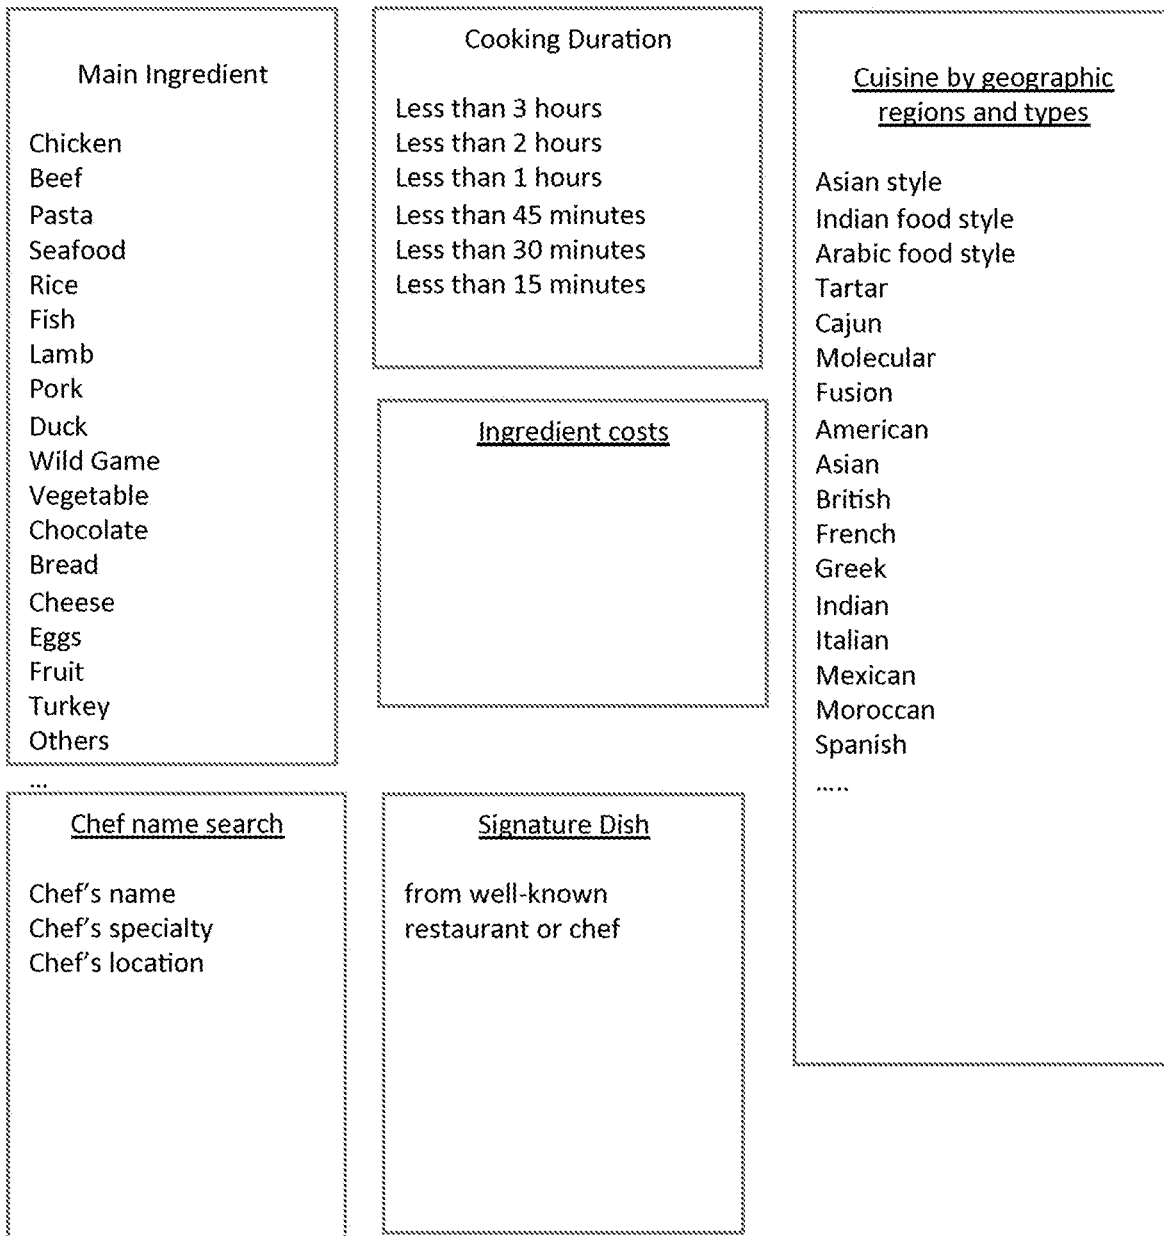 Main Ingredient
Chicken
Beef
Pasta
Seafood
Rice
Fish
Lamb
Pork
Duck
Wild Game
Vegetable
Chocolate
Bread
Cheese
Eggs
Fruit
Turkey
Others
...
Cooking Duration
Less than 3 hours
Less than 2 hours
Less than 1 hours
Less than 45 minutes
Less than 30 minutes
Less than 15 minutes
Ingredient costs
Cuisine by geographic
regions and types
Asian style
Indian food style
Arabic food style
Tartar
Cajun
Molecular
Fusion
American
Asian
British
French
Greek
Indian
Italian
Mexican
Moroccan
Spanish
.....
Chef name search
Chef's name
Chef's specialty
Chef's location
Signature Dish
from well-known
restaurant or chef